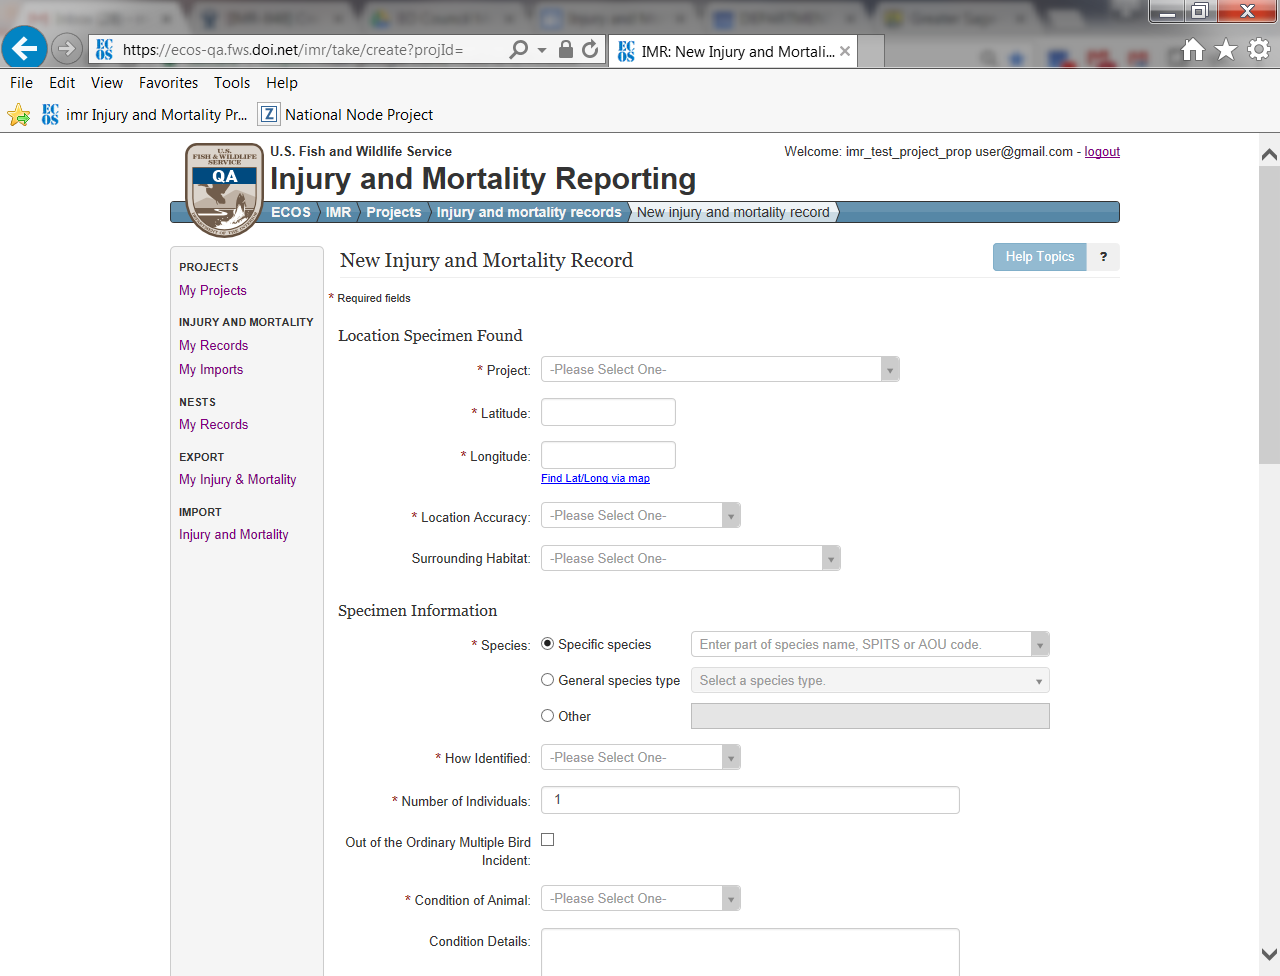 https://ecos-qa.fws.doi.net/imr/take/create?projId=
IMR: New Injury and Mortali...
File Edit View Favorites Tools Help
imr Injury and Mortality Pr... National Node Project
U.S. Fish and Wildlife Service
Welcome: imr_test_project_prop user@gmail.com - logout
U.S.
FISH & WILDLIFE
SERVICE
QA
Injury and Mortality Reporting
ECOS IMR Projects Injury and mortality records New injury and mortality record
PROJECTS
My Projects
INJURY AND MORTALITY
My Records
My Imports
NESTS
My Records
EXPORT
My Injury & Mortality
IMPORT
Injury and Mortality
New Injury and Mortality Record
Help Topics ?
* Required fields
Location Specimen Found
* Project: -Please Select One-
* Latitude:
* Longitude:
Find Lat/Long via map
* Location Accuracy: -Please Select One-
Surrounding Habitat: -Please Select One-
Specimen Information
* Species: Specific species Enter part of species name, SPITS or AOU code.
General species type Select a species type.
Other
* How Identified: -Please Select One-
* Number of Individuals: 1
Out of the Ordinary Multiple Bird
Incident:
* Condition of Animal: -Please Select One-
Condition Details: